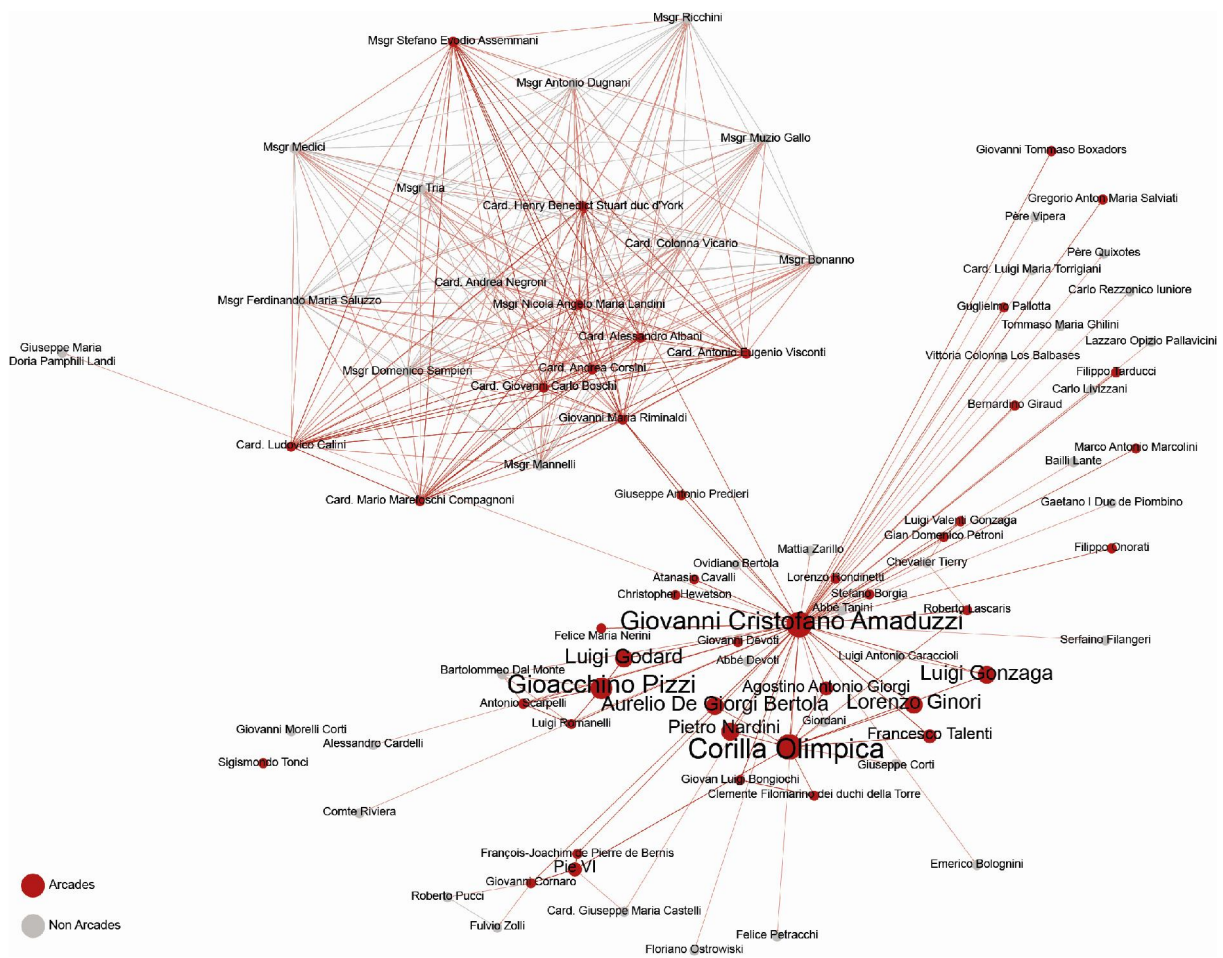 Msgr Ricchini
Msgr Stefano Evodio Assemmani
Msgr Antonio Dugnani
Msgr Muzio Gallo
Msgr Medici
Giovanni Tommaso Boxadors
Msgr Tria
Gregorio Anton Maria Salviati
Card. Henry Benedict Stuart duc d'York
Père Vipera
Card. Colonna Vicario
Père Quixotes
Msgr Bonanno
Card. Luigi Maria Torrigiani
Card. Andrea Negroni
Carlo Rezzonico Iuniore
Msgr Ferdinando Maria Saluzzo
Msgr Nicola Angelo Maria Landini
Guglielmo Pallotta
Tommaso Maria Ghilini
Card. Alessandro Albani
Lazzaro Opizio Pallavicini
Giuseppe Maria
Doria Pamphili Landi
Card. Antonio Eugenio Visconti
Vittoria Colonna Los Balbases
Card. Andrea Corsini
Msgr Domenico Sampieri
Filippo Tarducci
Card. Giovanni Carlo Boschi
Carlo Livizzani
Bernardino Giraud
Giovanni Maria Riminaldi
Card. Ludovico Calini
Marco Antonio Marcolini
Msgr Mannelli
Bailli Lante
Card. Mario Marefoschi Compagnoni
Giuseppe Antonio Predieri
Gaetano I Duc de Piombino
Luigi Valenti Gonzaga
Gian Domenico Petroni
Mattia Zarillo
Filippo Onorati
Ovidiano Bertola
Chevalier Tierry
Atanasio Cavalli
Lorenzo Rondinetti
Christopher Hewetson
Stefano Borgia
Abbé Tanini
Roberto Lascaris
Giovanni Cristofano Amaduzzi
Felice Maria Nerini
Giovanni Devoti
Serfaino Filangeri
Luigi Godard
Abbé Devoti
Luigi Antonio Caraccioli
Bartolommeo Dal Monte
Luigi Gonzaga
Gioacchino Pizzi
Agostino Antonio Giorgi
Antonio Scarpelli
Aurelio De Giorgi Bertola
Lorenzo Ginori
Luigi Romanelli
Giordani
Giovanni Morelli Corti
Pietro Nardini
Francesco Talenti
Alessandro Cardelli
Corilla Olimpica
Sigismondo Tonci
Giuseppe Corti
Giovan Luigi Bongiochi
Clemente Filomarino dei duchi della Torre
Comte Riviera
François-Joachim de Pierre de Bernis
Pie VI
Emerico Bolognini
Giovanni Cornaro
Arcades
Roberto Pucci
Card. Giuseppe Maria Castelli
Non Arcades
Fulvio Zolli
Felice Petracchi
Floriano Ostrowiski